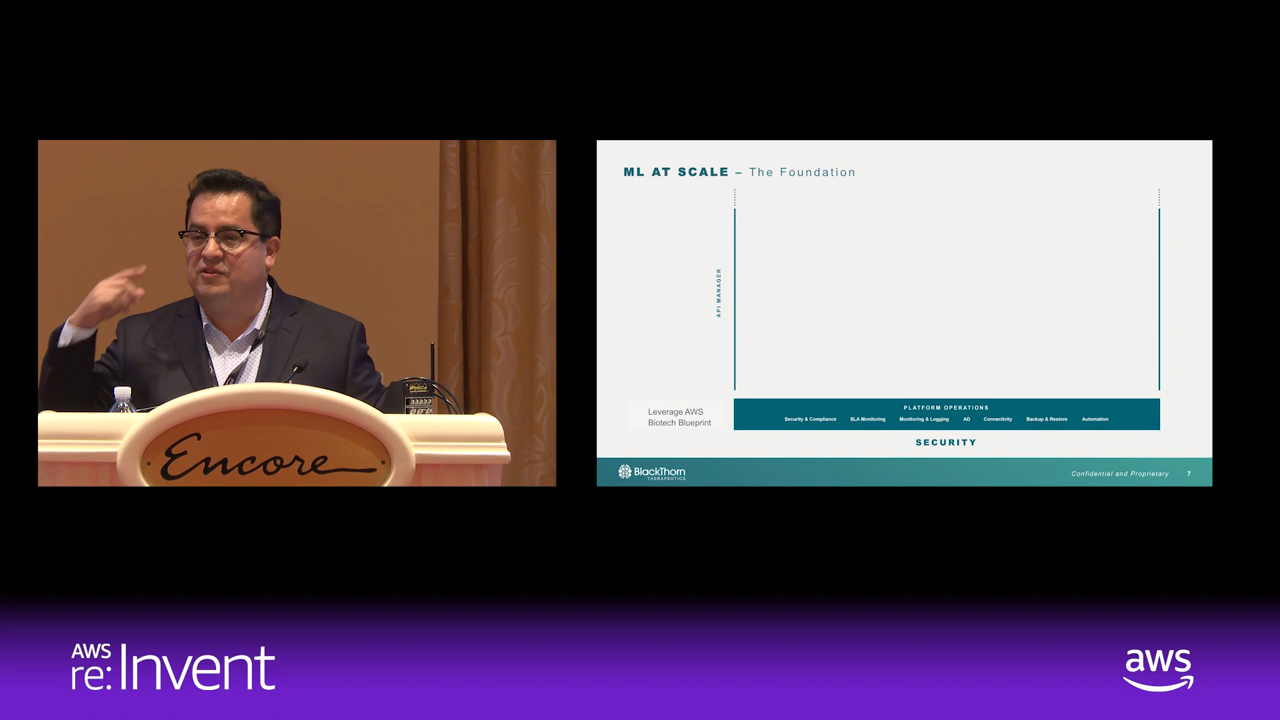 Encore
ML AT SCALE – The Foundation
API MANAGER
Leverage AWS
Biotech Blueprint
PLATFORM OPERATIONS
Security & Compliance SLA Monitoring Monitoring & Logging AD Connectivity Backup & Restore Automation
SECURITY
BlackThorn
THERAPEUTICS
Confidential and Proprietary 7
AWS
re:Invent
aws